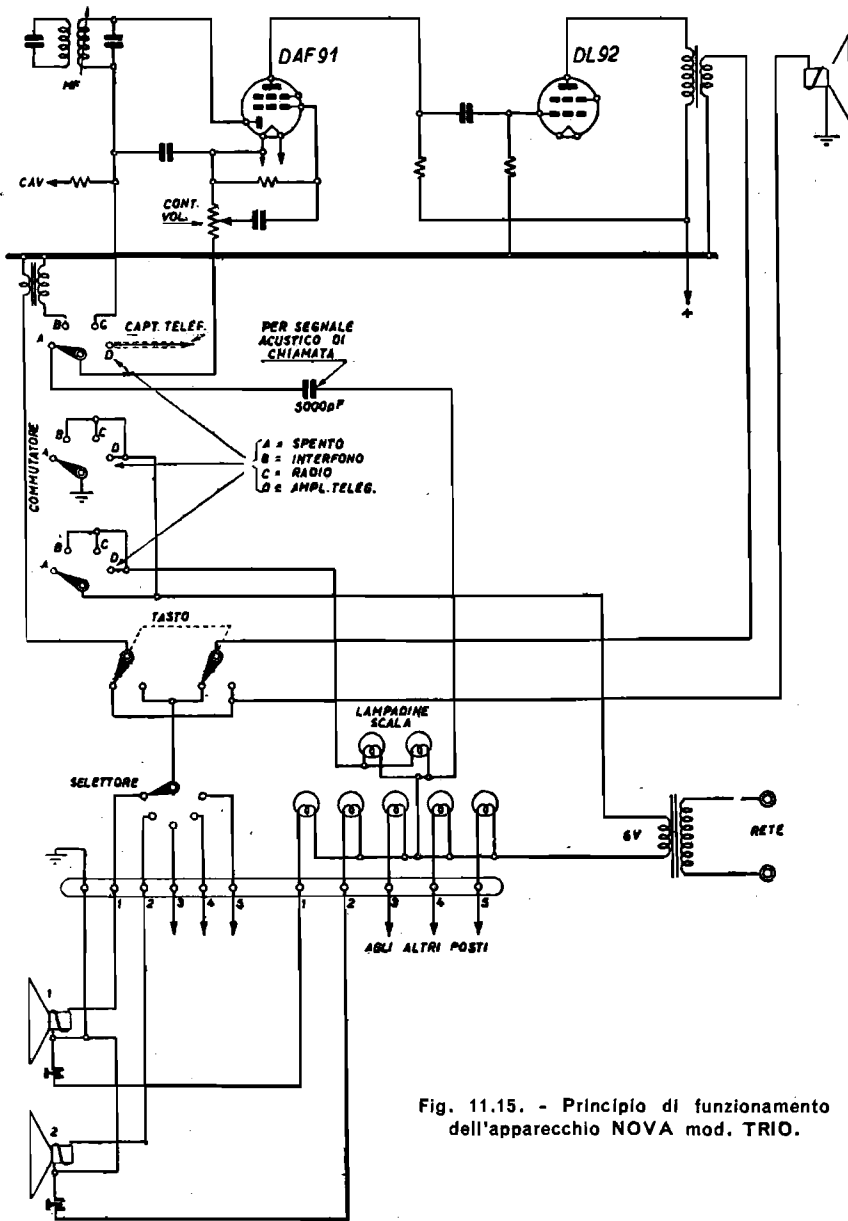 DAF91
DL92
MF
CAV
CONT.
VOL.
B
C
CAPT. TELEF.
A
D
PER SEGNALE
ACUSTICO DI
CHIAMATA
5000pF
+
COMMUTATORE
B
C
A
D
A = SPENTO
B = INTERFONO
C = RADIO
D = AMPL. TELEG.
B
C
A
D
TASTO
LAMPADINE
SCALA
SELETTORE
6V
RETE
1
2
3
4
5
1
2
3
4
5
AGLI ALTRI POSTI
1
2
Fig. 11.15. - Principio di funzionamento
dell'apparecchio NOVA mod. TRIO.